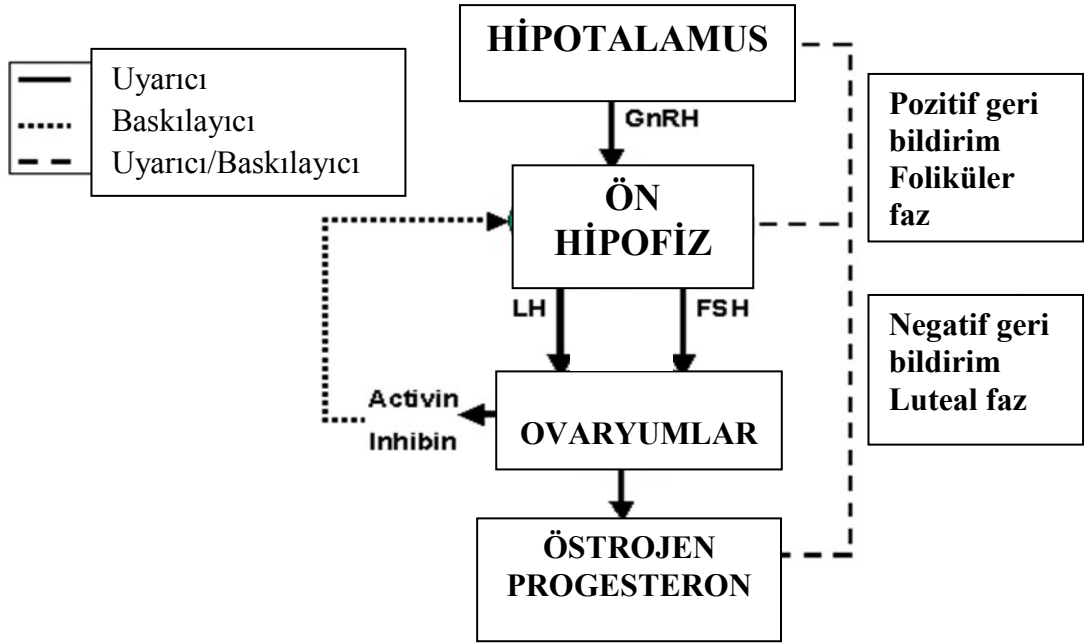 HİPOTALAMUS
Uyarıcı
Baskılayıcı
Uyarıcı/Baskılayıcı
GnRH
Pozitif geri
bildirim
Foliküler
faz
ÖN
HİPOFİZ
LH
FSH
Negatif geri
bildirim
Luteal faz
Activin
Inhibin
OVARYUMLAR
ÖSTROJEN
PROGESTERON